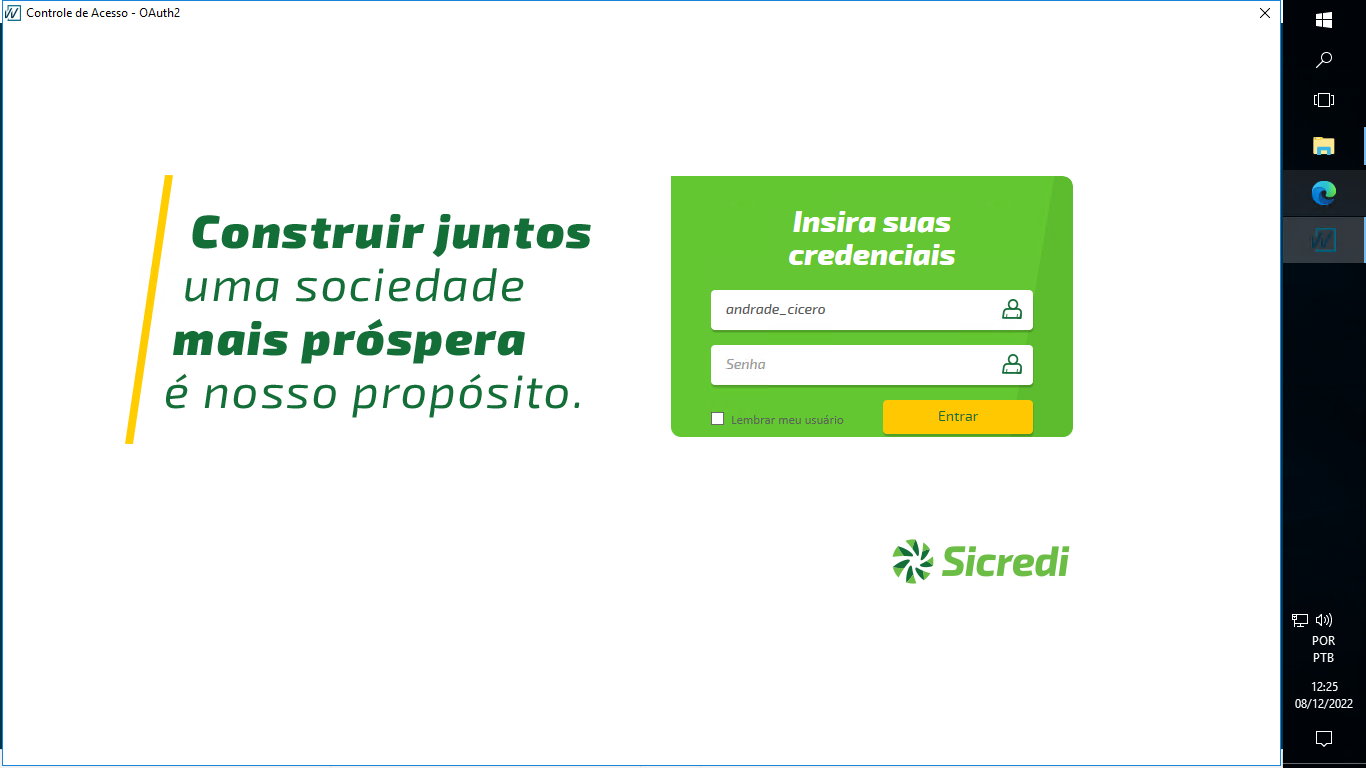 Controle de Acesso - OAuth2
Construir juntos
uma sociedade
mais próspera
é nosso propósito.
Insira suas
credenciais
andrade_cicero
Senha
Lembrar meu usuário
Entrar
Sicredi
POR
PTB
12:25
08/12/2022